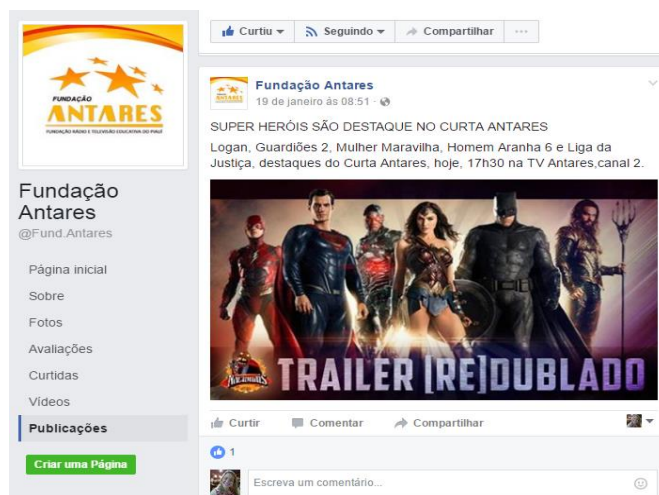 FUNDAÇÃO
ANTARES
FUNDAÇÃO RÁDIO E TELEVISÃO EDUCATIVA DO PIAUÍ
Fundação
Antares
@Fund.Antares
Página inicial
Sobre
Fotos
Avaliações
Curtidas
Vídeos
Publicações
Criar uma Página
Curtiu
Seguindo
Compartilhar
Fundação Antares
19 de janeiro às 08:51
SUPER HERÓIS SÃO DESTAQUE NO CURTA ANTARES
Logan, Guardiões 2, Mulher Maravilha, Homem Aranha 6 e Liga da
Justiça, destaques do Curta Antares, hoje, 17h30 na TV Antares,canal 2.
TRAILER [RE]DUBLADO
Curtir
Comentar
Compartilhar
1
Escreva um comentário...